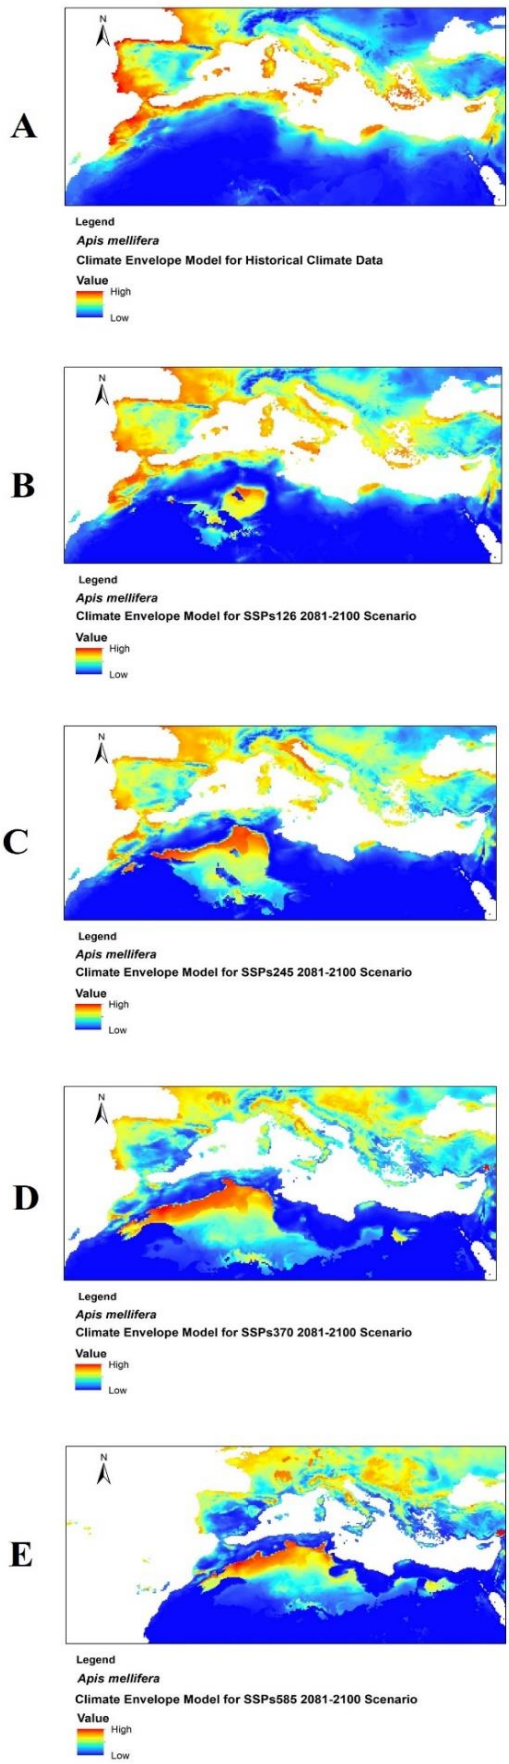 N
A
Legend
Apis mellifera
Climate Envelope Model for Historical Climate Data
Value
High
Low
N
B
Legend
Apis mellifera
Climate Envelope Model for SSPs126 2081-2100 Scenario
Value
High
Low
N
C
Legend
Apis mellifera
Climate Envelope Model for SSPs245 2081-2100 Scenario
Value
High
Low
N
D
Legend
Apis mellifera
Climate Envelope Model for SSPs370 2081-2100 Scenario
Value
High
Low
N
E
Legend
Apis mellifera
Climate Envelope Model for SSPs585 2081-2100 Scenario
Value
High
Low